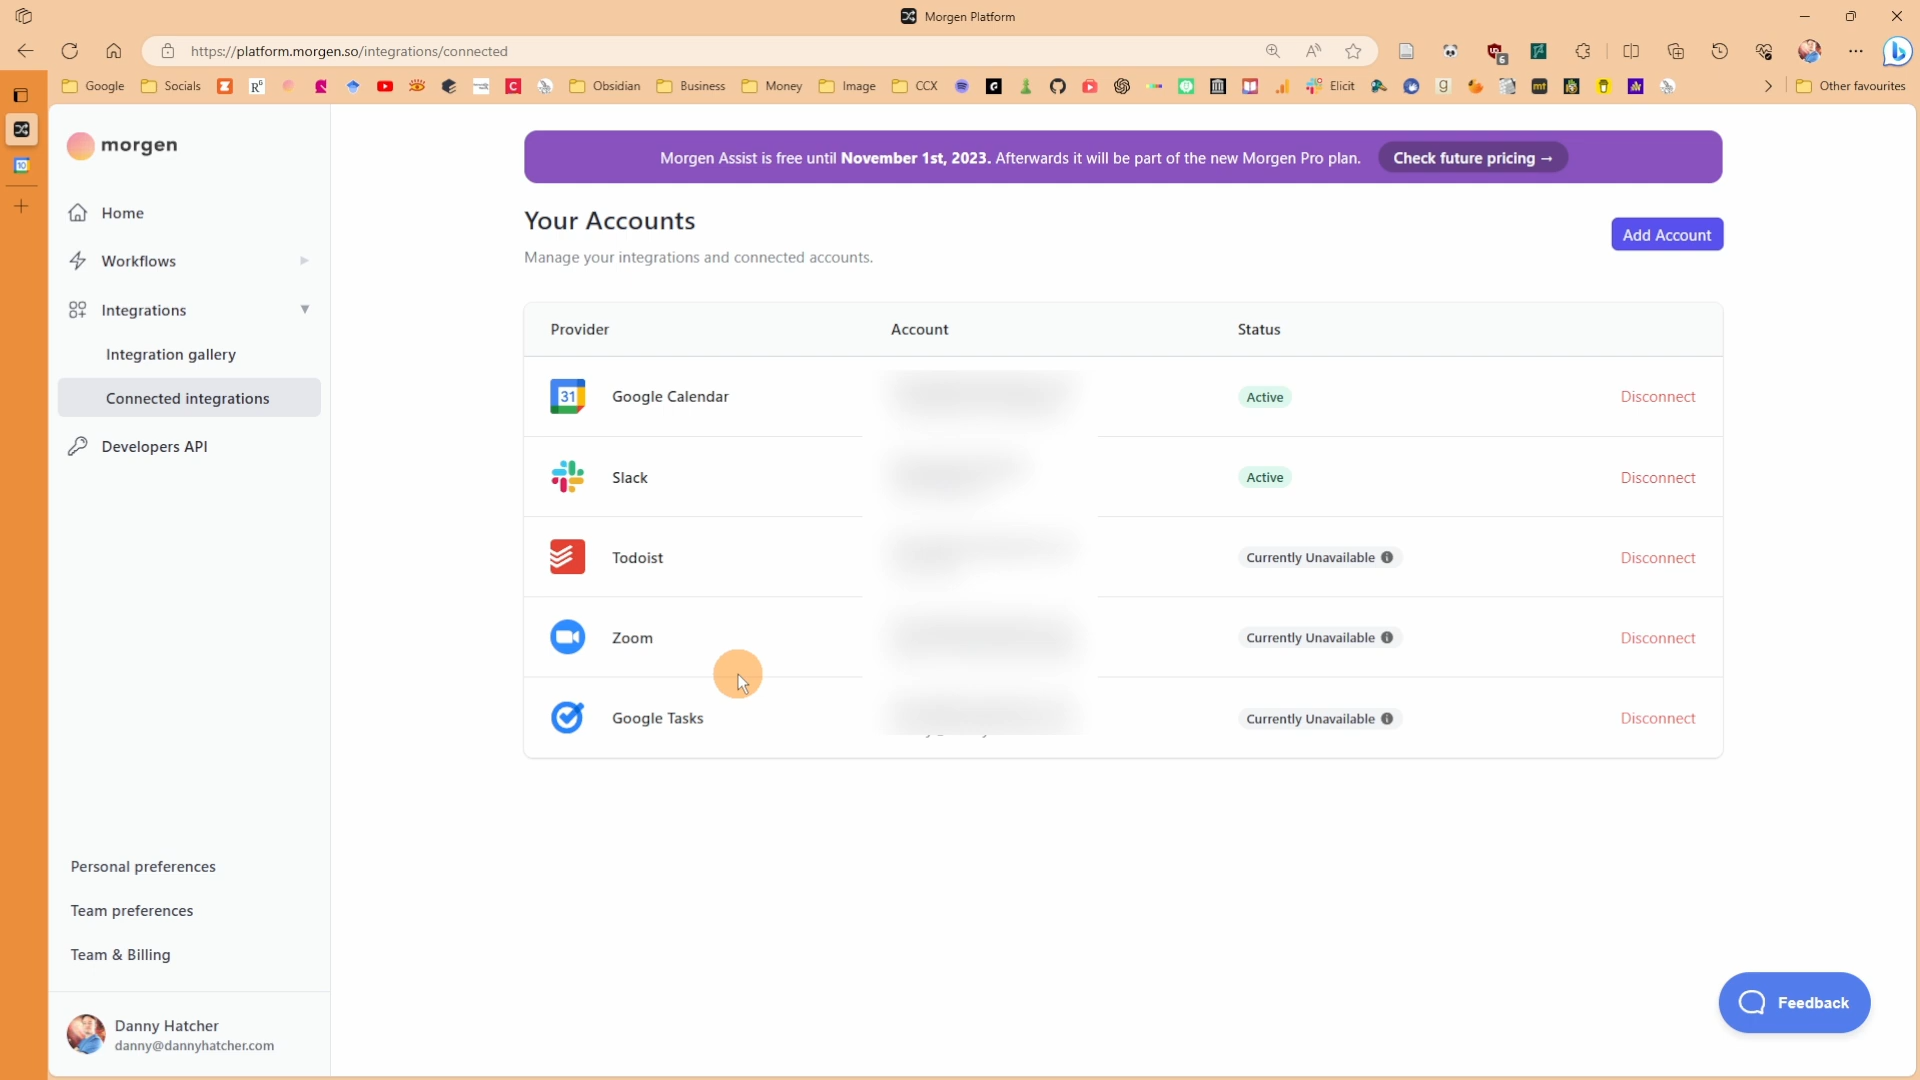 Morgen Platform
https://platform.morgen.so/integrations/connected
Google
Socials
Obsidian
Business
Money
Image
CCX
Elicit
Other favourites
morgen
Home
Workflows
Integrations
Integration gallery
Connected integrations
Developers API
Personal preferences
Team preferences
Team & Billing
Danny Hatcher
danny@dannyhatcher.com
Morgen Assist is free until November 1st, 2023. Afterwards it will be part of the new Morgen Pro plan. Check future pricing →
Your Accounts
Manage your integrations and connected accounts.
Add Account
Provider Account Status
31 Google Calendar Active Disconnect
Slack Active Disconnect
Todoist Currently Unavailable Disconnect
Zoom Currently Unavailable Disconnect
Google Tasks Currently Unavailable Disconnect
Feedback